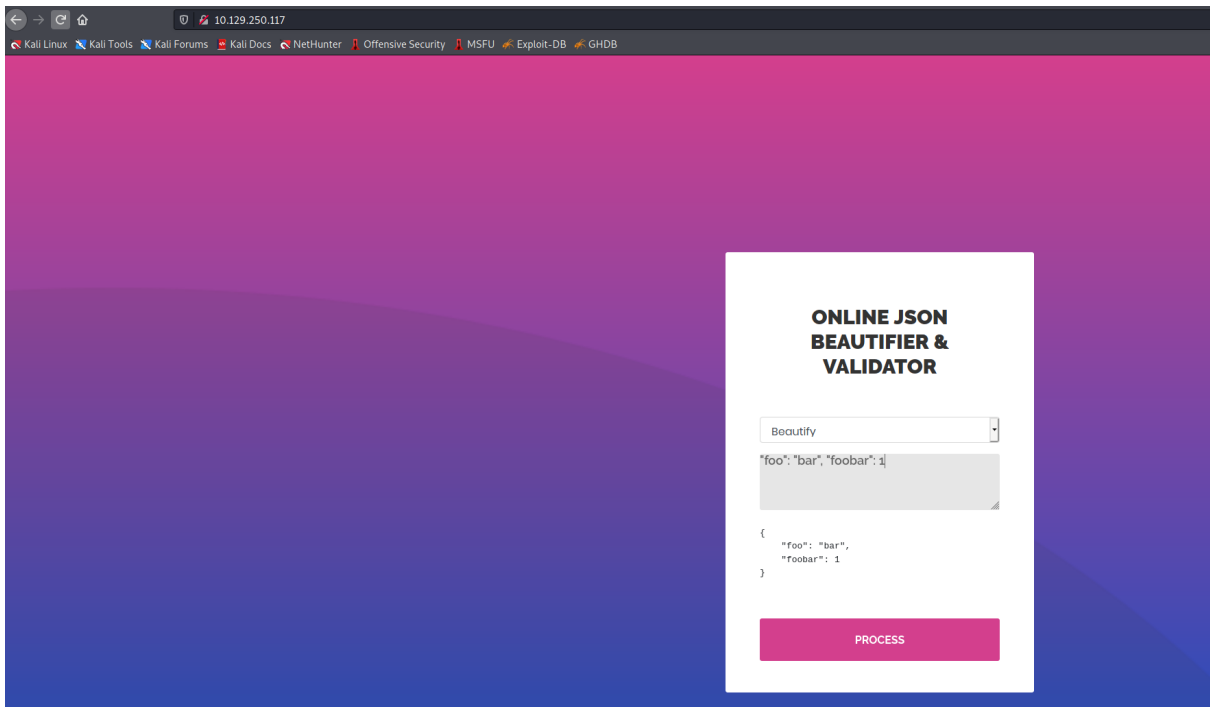 10.129.250.117
Kali Linux Kali Tools Kali Forums Kali Docs NetHunter Offensive Security MSFU Exploit-DB GHDB
ONLINE JSON
BEAUTIFIER &
VALIDATOR
Beautify
"foo": "bar", "foobar": 1
{
    "foo": "bar",
    "foobar": 1
}
PROCESS